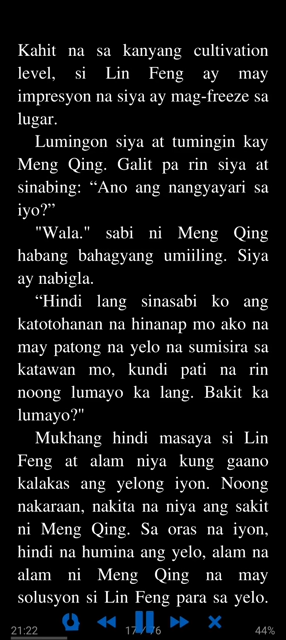 Kahit na sa kanyang cultivation
level, si Lin Feng ay may
impresyon na siya ay mag-freeze sa
lugar.
Lumingon siya at tumingin kay
Meng Qing. Galit pa rin siya at
sinabing: “Ano ang nangyayari sa
iyo?”
"Wala." sabi ni Meng Qing
habang bahagyang umiiling. Siya
ay nabigla.
“Hindi lang sinasabi ko ang
katotohanan na hinanap mo ako na
may patong na yelo na sumisira sa
katawan mo, kundi pati na rin
noong lumayo ka lang. Bakit ka
lumayo?"
Mukhang hindi masaya si Lin
Feng at alam niya kung gaano
kalakas ang yelong iyon. Noong
nakaraan, nakita na niya ang sakit
ni Meng Qing. Sa oras na iyon,
hindi na humina ang yelo, alam na
alam ni Meng Qing na may
solusyon si Lin Feng para sa yelo.
21:22
44%